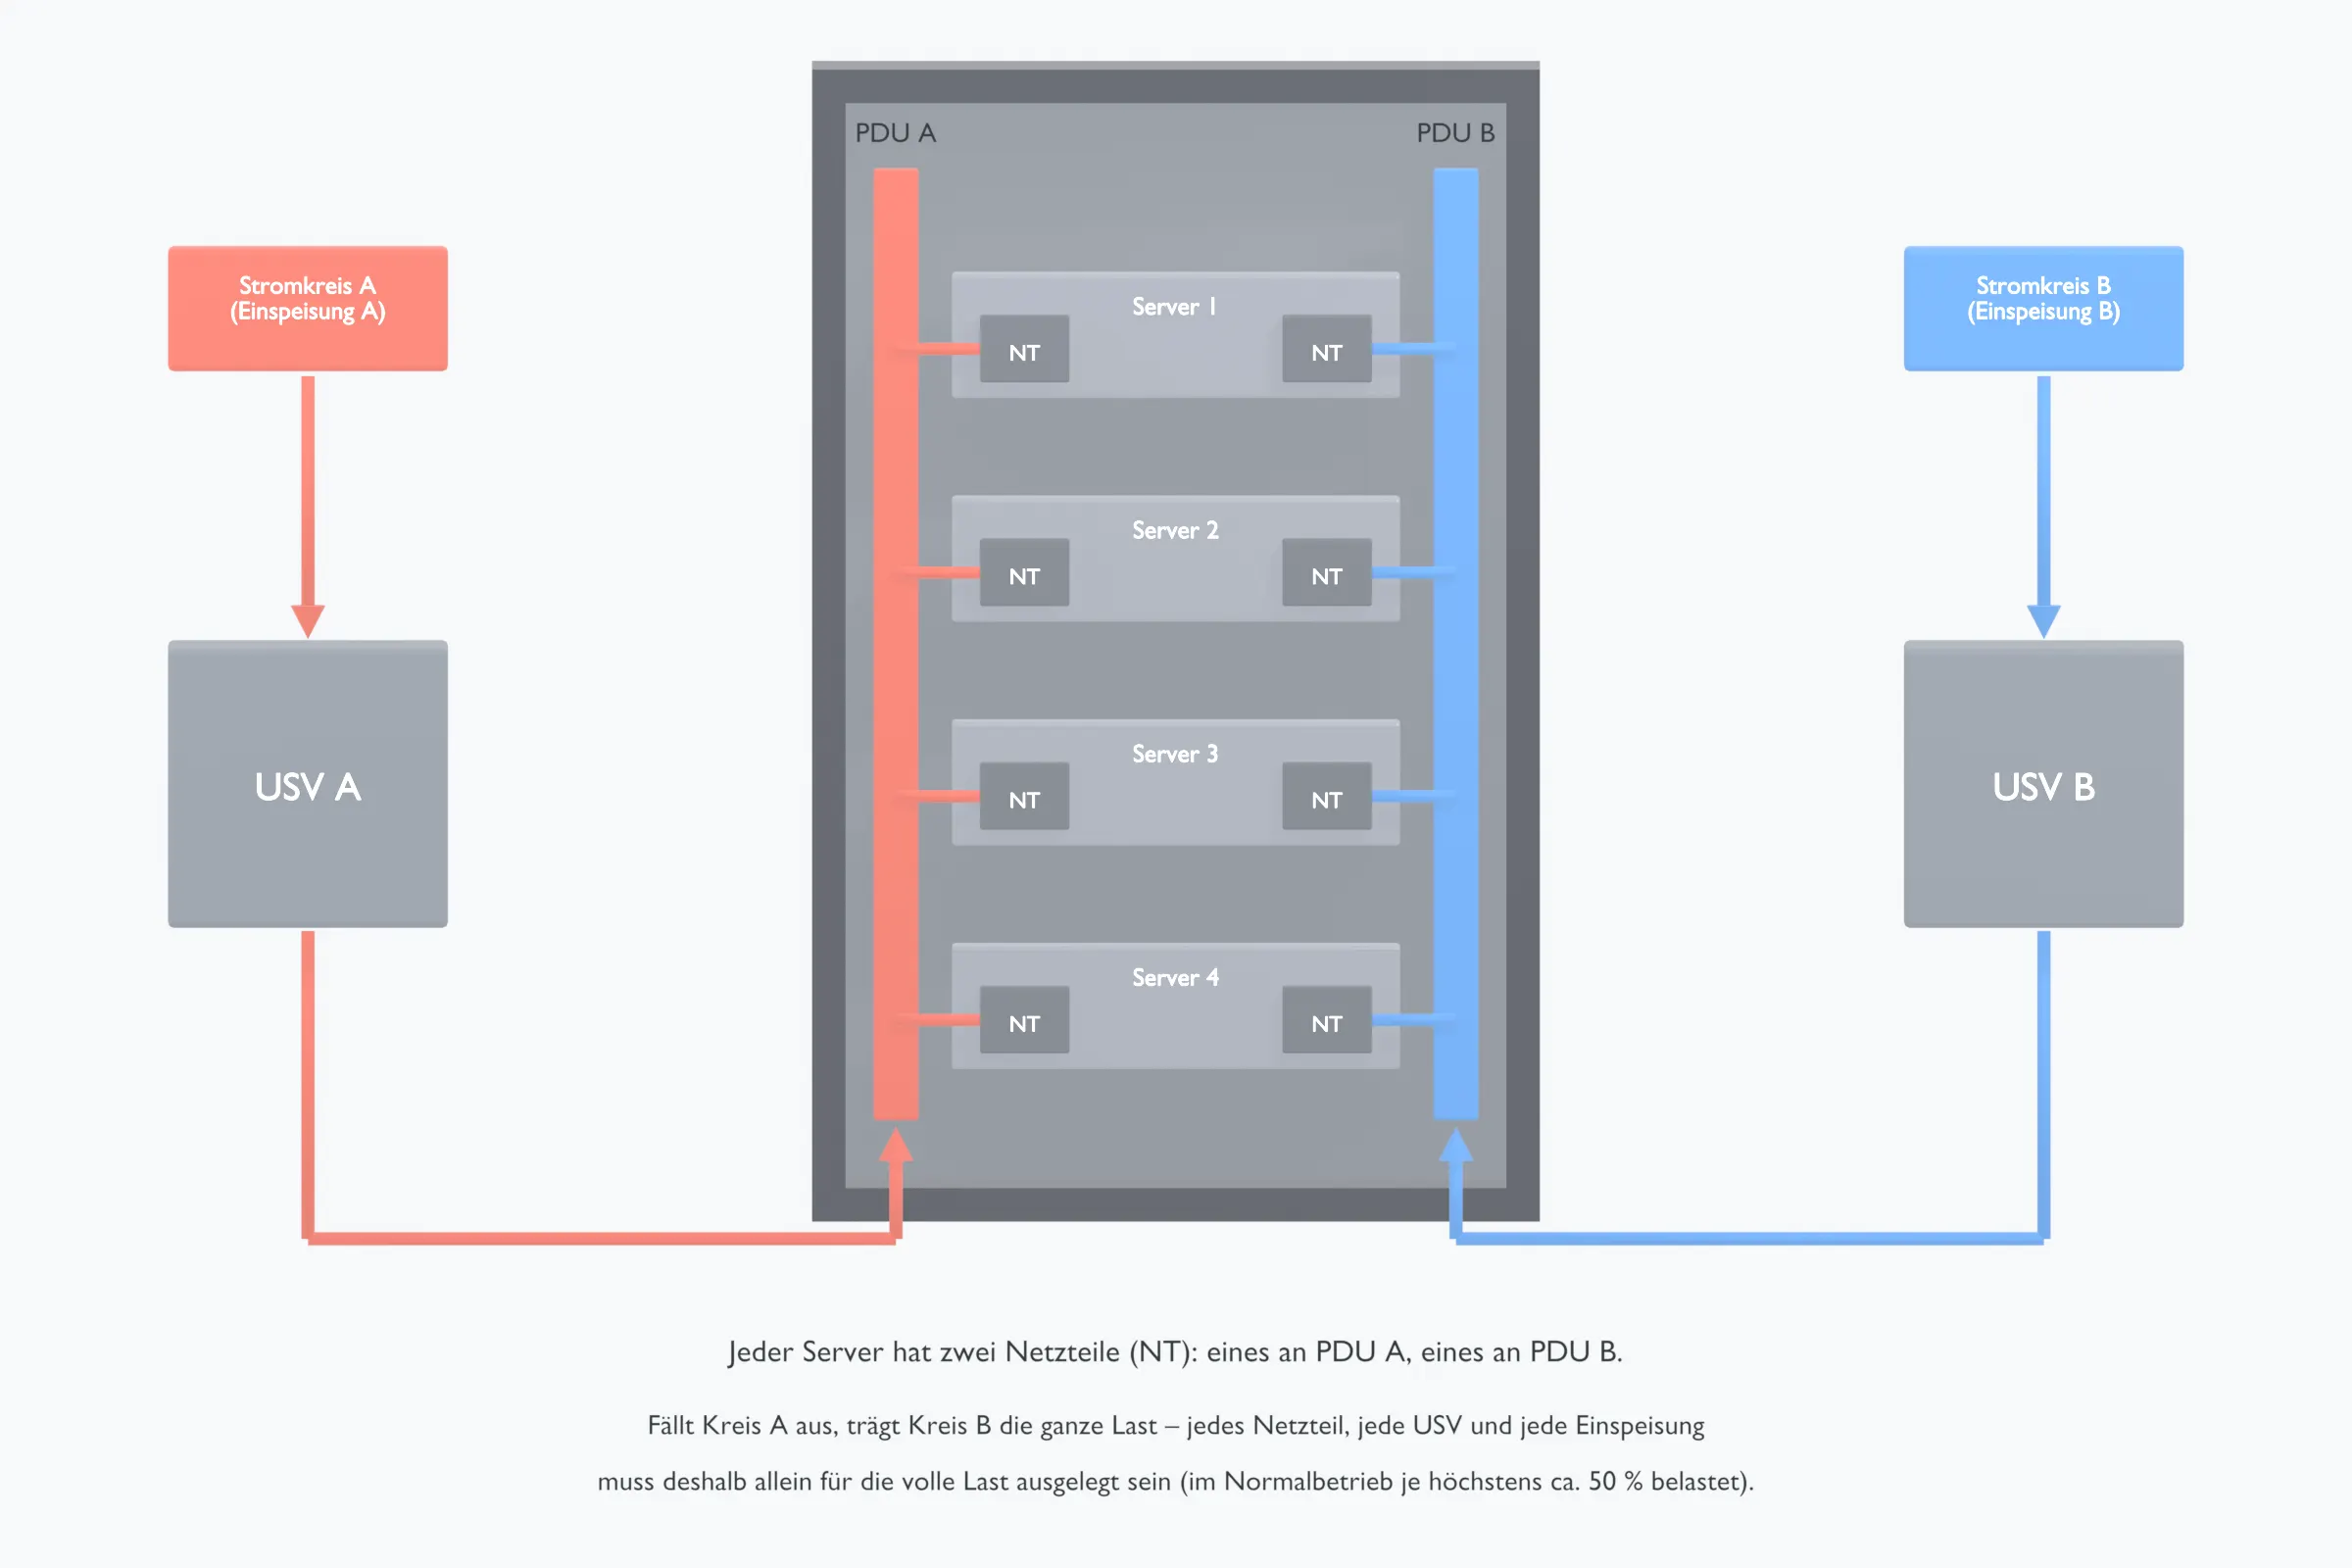 PDU A
PDU B
Stromkreis A
(Einspeisung A)
Stromkreis B
(Einspeisung B)
Server 1
NT
NT
Server 2
NT
NT
USV A
Server 3
NT
NT
USV B
Server 4
NT
NT
Jeder Server hat zwei Netzteile (NT): eines an PDU A, eines an PDU B.
Fällt Kreis A aus, trägt Kreis B die ganze Last – jedes Netzteil, jede USV und jede Einspeisung
muss deshalb allein für die volle Last ausgelegt sein (im Normalbetrieb je höchstens ca. 50 % belastet).